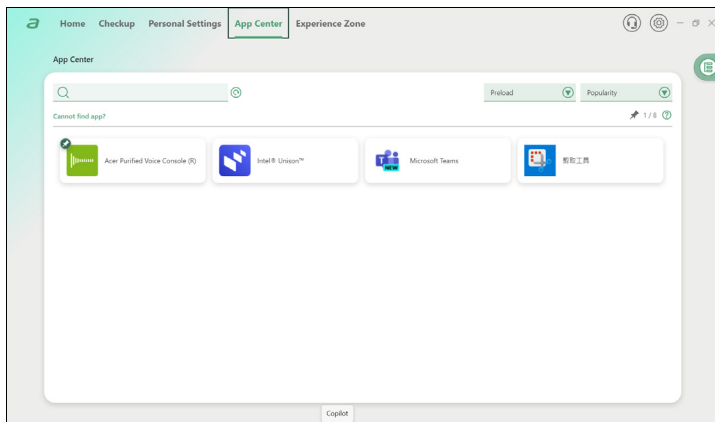 a Home Checkup Personal Settings App Center Experience Zone
App Center
Preload Popularity
Cannot find app? 1 / 6
Acer Purified Voice Console (R) Intel® Unison™ Microsoft Teams 剪取工具
NEW
Copilot